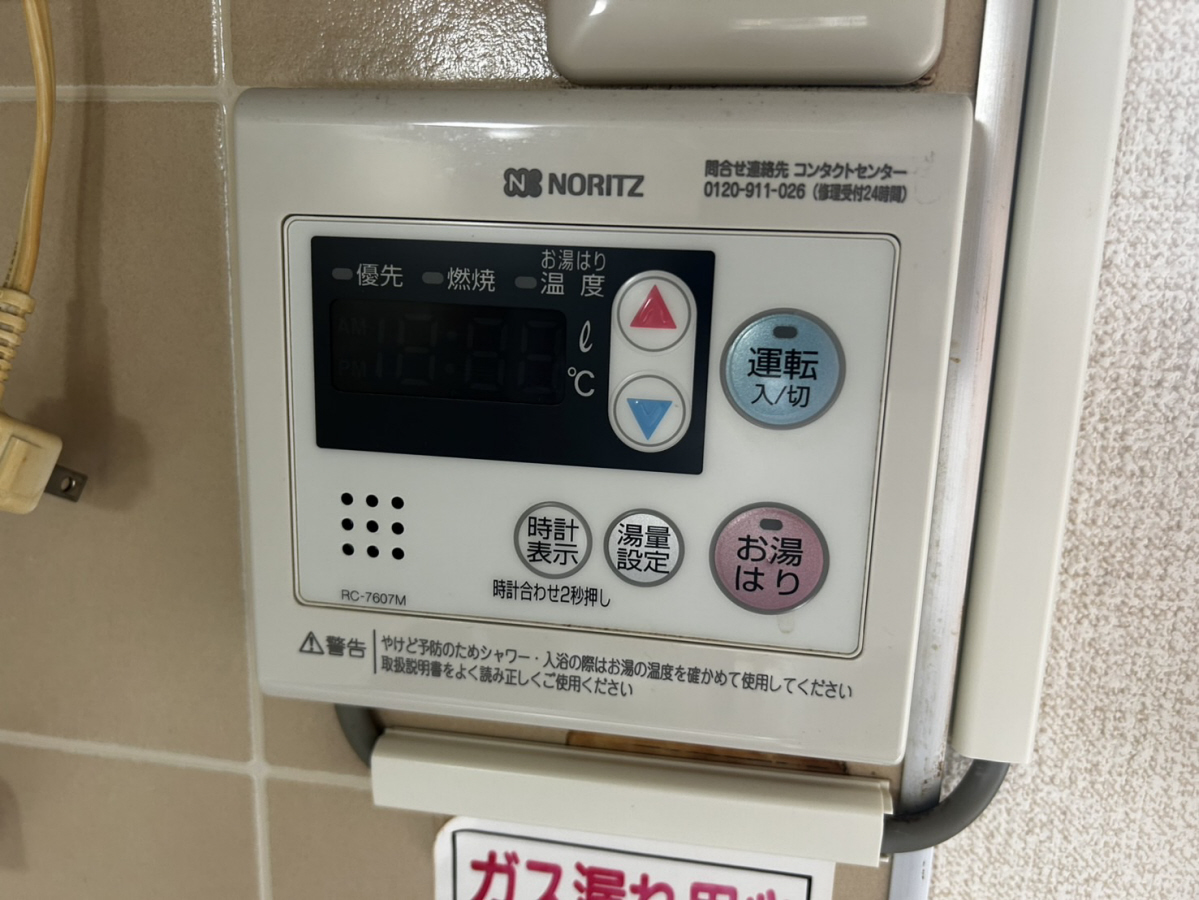 NORITZ
問合せ連絡先 コンタクトセンター
0120-911-026（修理受付24時間）
お湯はり
優先 燃焼 温度
AM
PM
ℓ
℃
運転
入/切
時計
表示
湯量
設定
お湯
はり
時計合わせ2秒押し
RC-7607M
警告
やけど予防のためシャワー・入浴の際はお湯の温度を確かめて使用してください
取扱説明書をよく読み正しくご使用ください
ガス漏れ